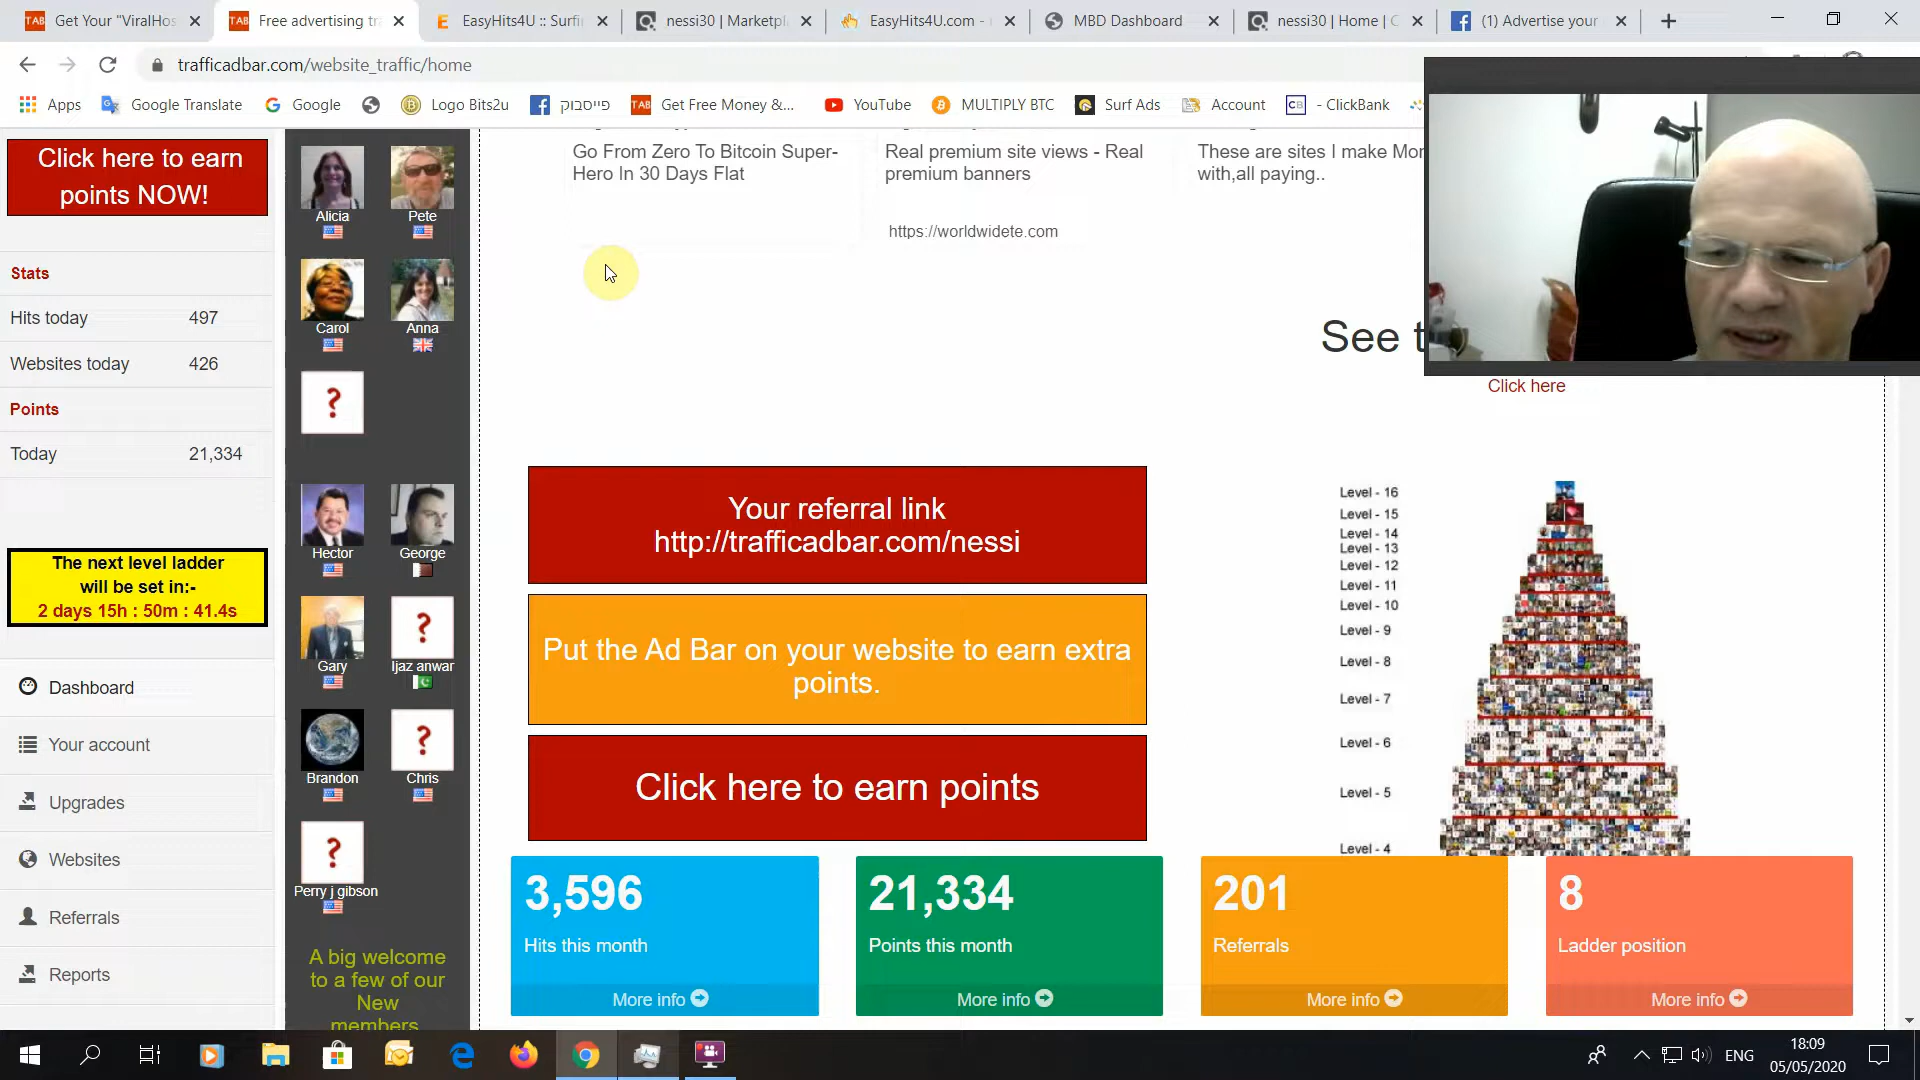 Get Your "ViralHos
Free advertising tr
EasyHits4U :: Surfin
nessi30 | Marketpl
EasyHits4U.com -
MBD Dashboard
nessi30 | Home | C
(1) Advertise your
trafficadbar.com/website_traffic/home
Apps
Google Translate
Google
Logo Bits2u
פייסבוק
Get Free Money &...
YouTube
MULTIPLY BTC
Surf Ads
Account
- ClickBank
Click here to earn
points NOW!
Stats
Hits today 497
Websites today 426
Points
Today 21,334
The next level ladder
will be set in:-
2 days 15h : 50m : 41.4s
Dashboard
Your account
Upgrades
Websites
Referrals
Reports
Alicia
Pete
Carol
Anna
Hector
George
Gary
Ijaz anwar
Brandon
Chris
Perry j gibson
A big welcome
to a few of our
New
members
Go From Zero To Bitcoin Super-
Hero In 30 Days Flat
Real premium site views - Real
premium banners
https://worldwidete.com
These are sites I make Mor
with,all paying..
See t
Click here
Your referral link
http://trafficadbar.com/nessi
Put the Ad Bar on your website to earn extra
points.
Click here to earn points
Level - 16
Level - 15
Level - 14
Level - 13
Level - 12
Level - 11
Level - 10
Level - 9
Level - 8
Level - 7
Level - 6
Level - 5
Level - 4
3,596
Hits this month
More info
21,334
Points this month
More info
201
Referrals
More info
8
Ladder position
More info
ENG
18:09
05/05/2020